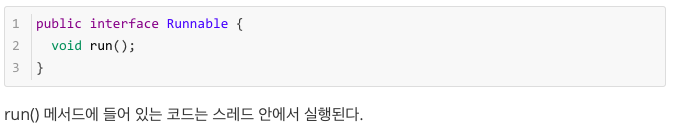 1 public interface Runnable {
2   void run();
3 }
run() 메서드에 들어 있는 코드는 스레드 안에서 실행된다.